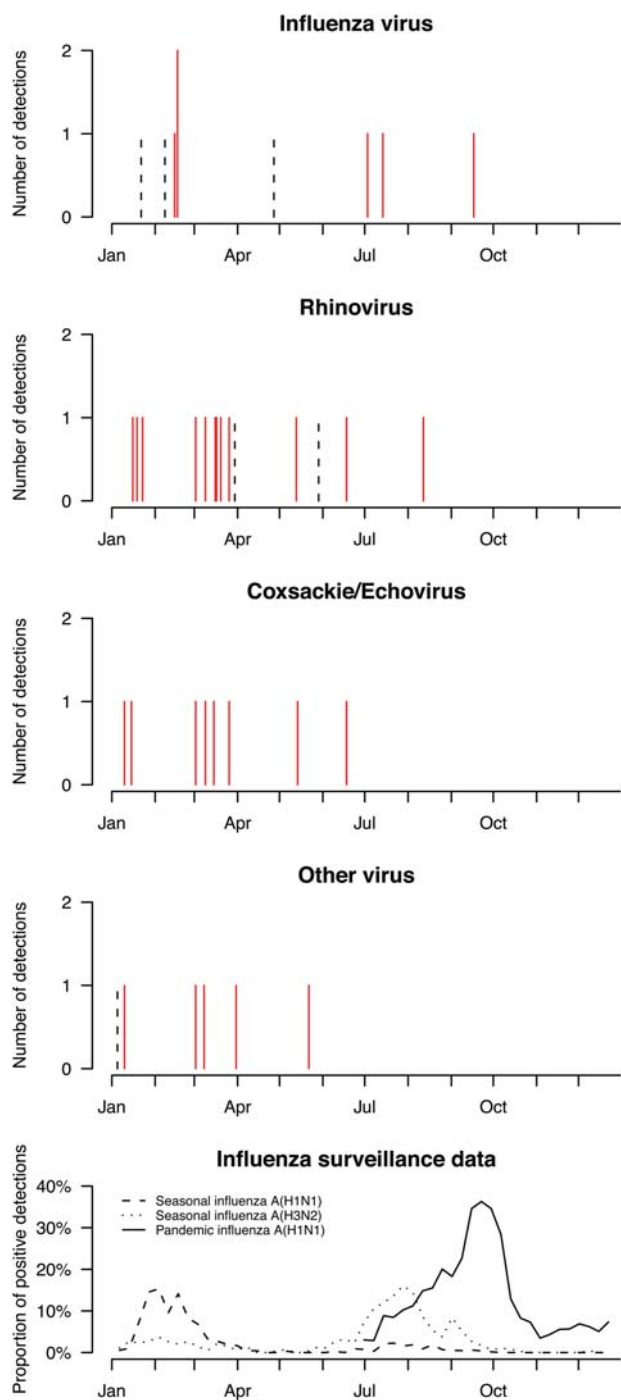 Influenza virus
Number of detections
2
1
0
Jan Apr Jul Oct
Rhinovirus
Number of detections
2
1
0
Jan Apr Jul Oct
Coxsackie/Echovirus
Number of detections
2
1
0
Jan Apr Jul Oct
Other virus
Number of detections
2
1
0
Jan Apr Jul Oct
Influenza surveillance data
Proportion of positive detections
40%
30%
20%
10%
0%
Seasonal influenza A(H1N1)
Seasonal influenza A(H3N2)
Pandemic influenza A(H1N1)
Jan Apr Jul Oct